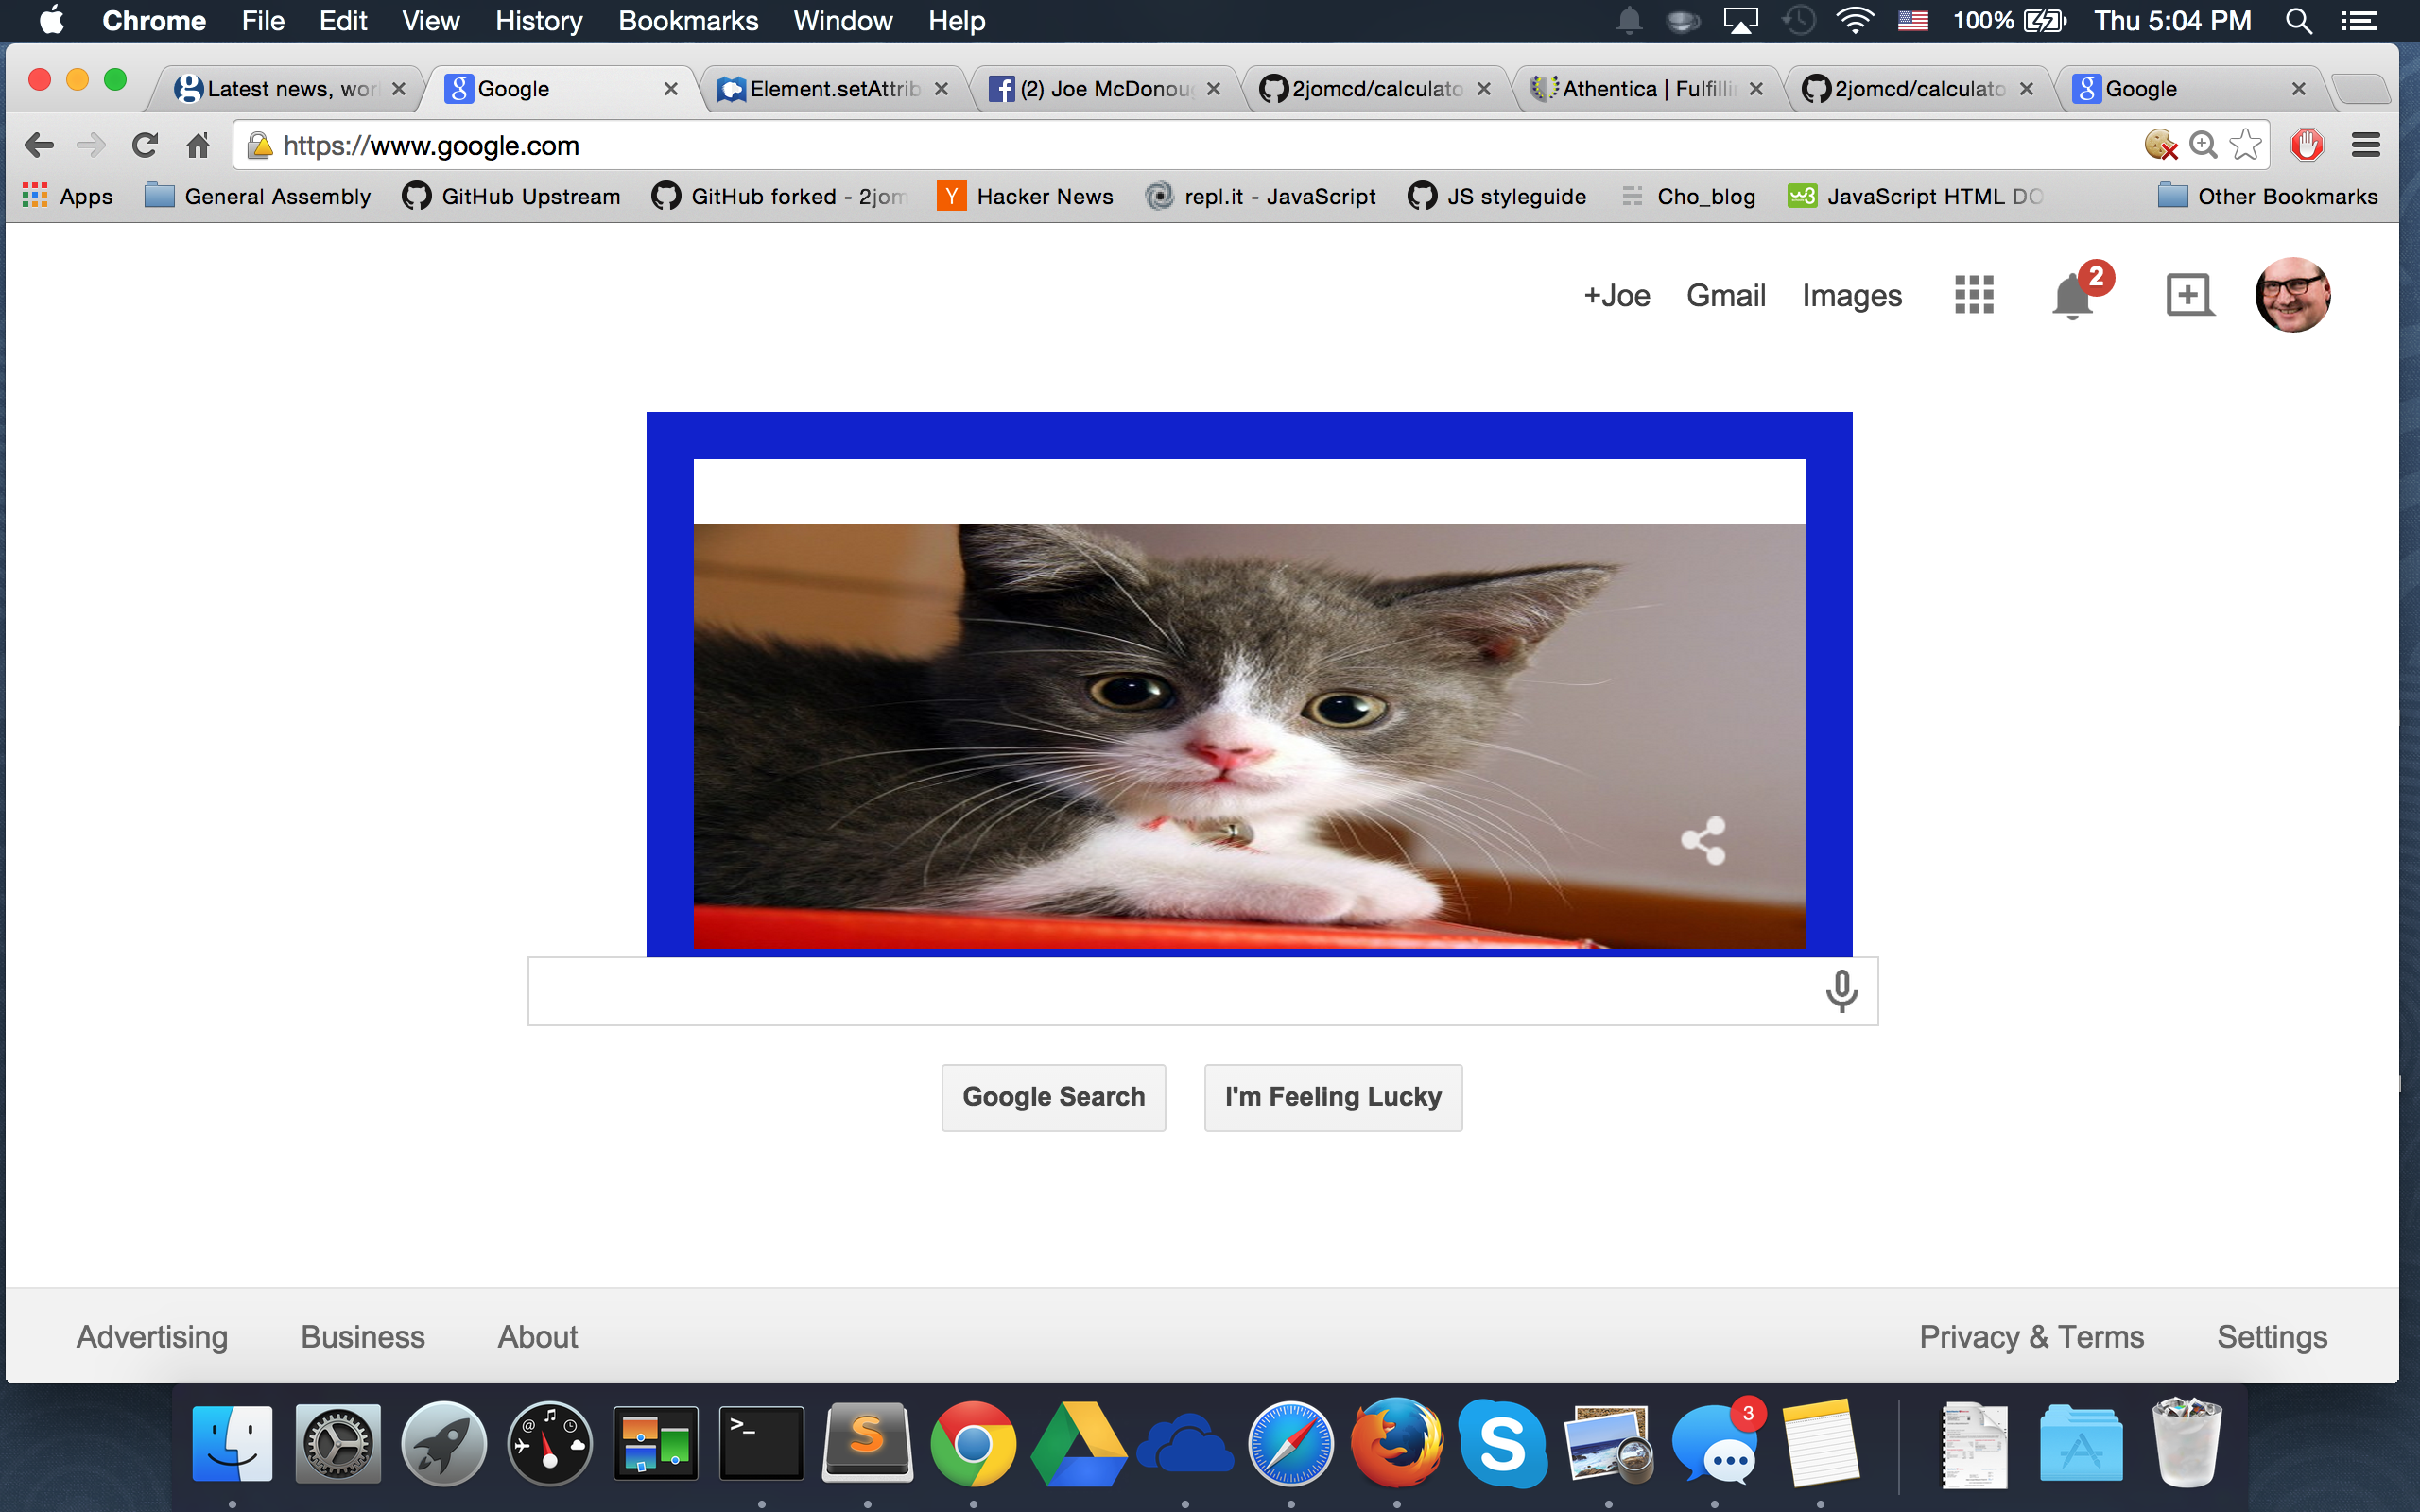 Chrome File Edit View History Bookmarks Window Help 100% Thu 5:04 PM
Latest news, wor Google Element.setAttrib (2) Joe McDonoug 2jomcd/calculato Athentica | Fulfilli 2jomcd/calculato Google
https://www.google.com
Apps General Assembly GitHub Upstream GitHub forked - 2jom Y Hacker News repl.it - JavaScript JS styleguide Cho_blog w3 JavaScript HTML DO Other Bookmarks
+Joe Gmail Images 2
Google Search I'm Feeling Lucky
Advertising Business About Privacy & Terms Settings
>_ S S 3